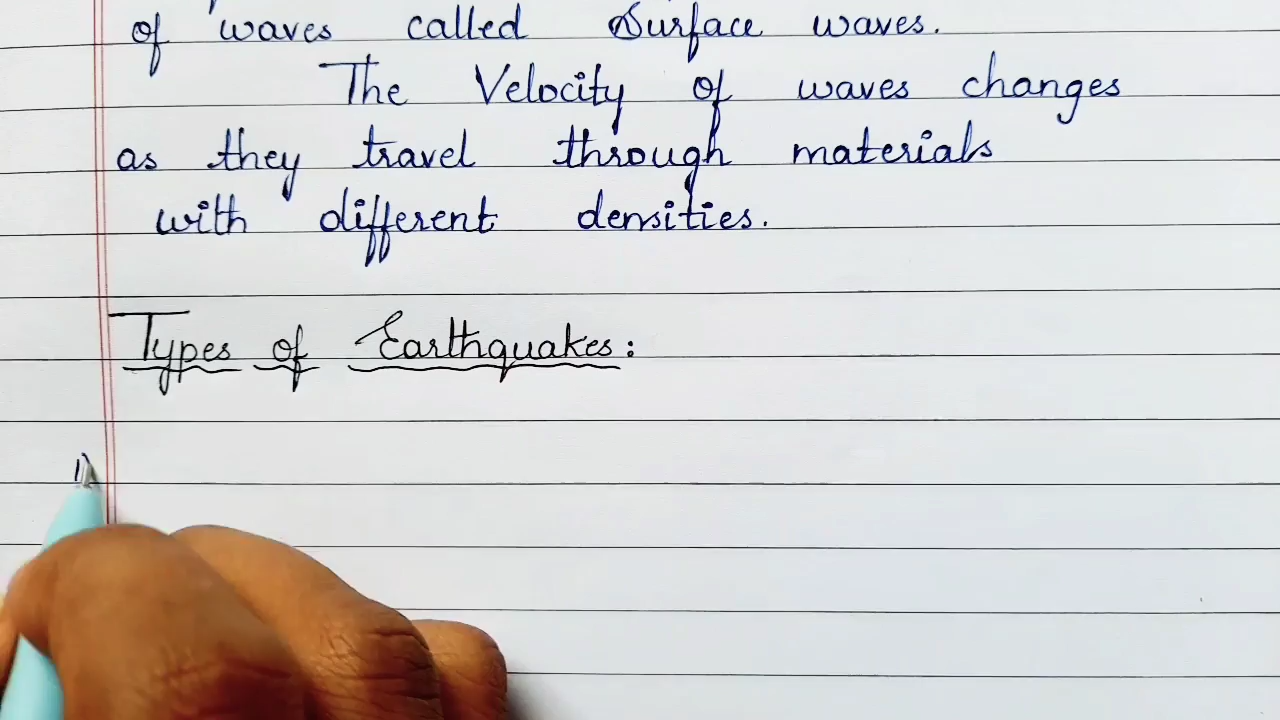 of waves called Surface waves.
The Velocity of waves changes
as they travel through materials
with different densities.
Types of Earthquakes:
1)